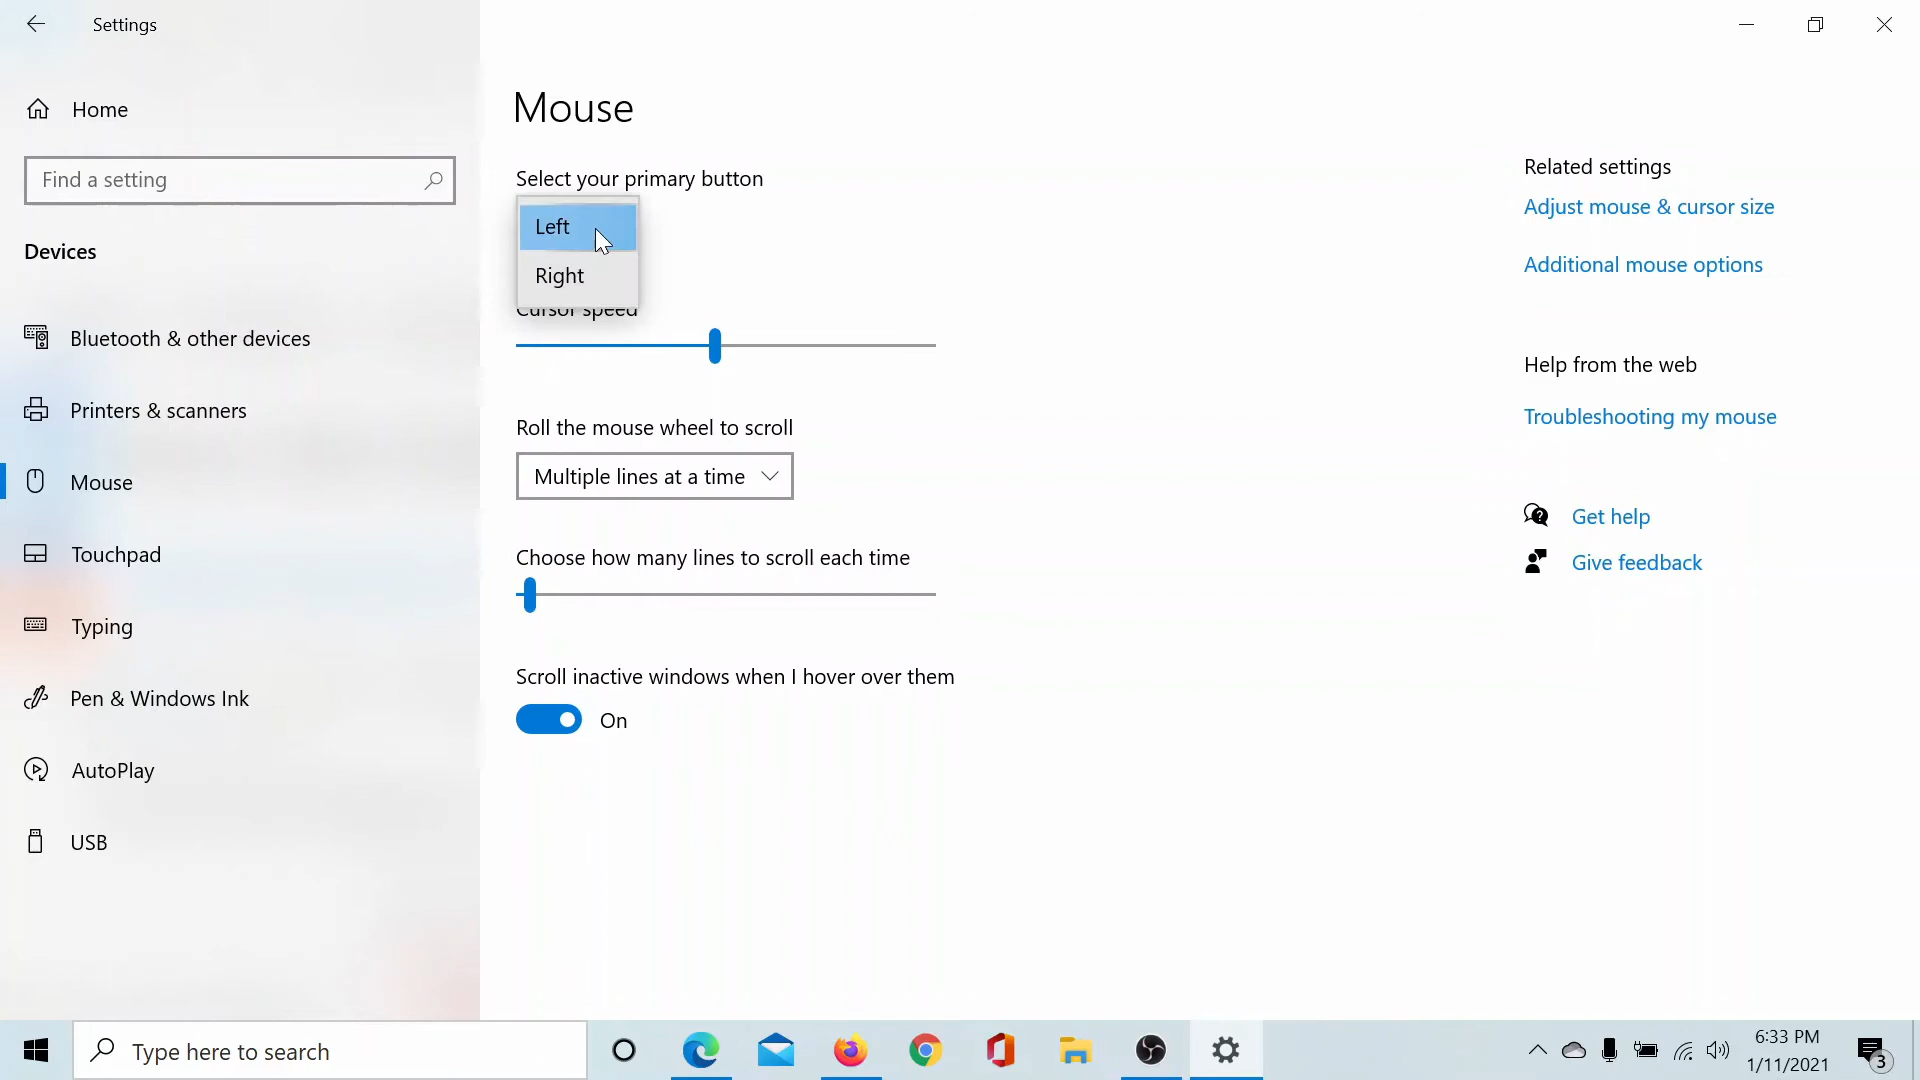 Settings
Home
Find a setting
Devices
Bluetooth & other devices
Printers & scanners
Mouse
Touchpad
Typing
Pen & Windows Ink
AutoPlay
USB
Mouse
Select your primary button
Left
Right
Cursor speed
Roll the mouse wheel to scroll
Multiple lines at a time
Choose how many lines to scroll each time
Scroll inactive windows when I hover over them
On
Related settings
Adjust mouse & cursor size
Additional mouse options
Help from the web
Troubleshooting my mouse
Get help
Give feedback
Type here to search
6:33 PM
1/11/2021
3